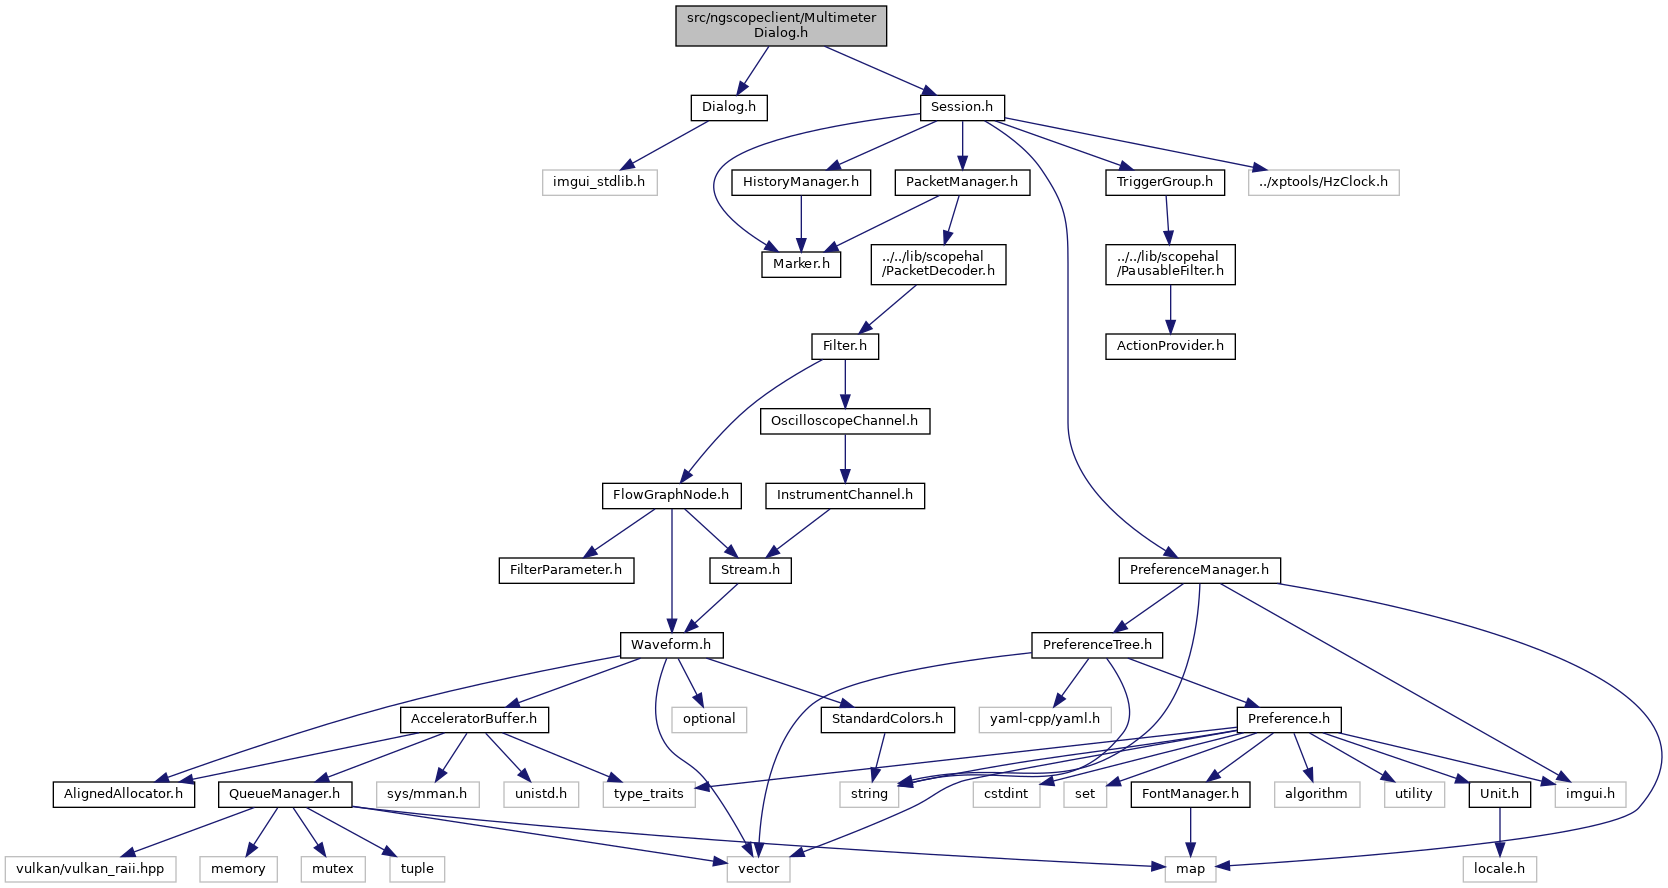 src/ngscopeclient/Multimeter
Dialog.h
Dialog.h
Session.h
imgui_stdlib.h
HistoryManager.h
PacketManager.h
TriggerGroup.h
../xptools/HzClock.h
Marker.h
../../lib/scopehal
/PacketDecoder.h
../../lib/scopehal
/PausableFilter.h
Filter.h
ActionProvider.h
OscilloscopeChannel.h
FlowGraphNode.h
InstrumentChannel.h
FilterParameter.h
Stream.h
PreferenceManager.h
Waveform.h
PreferenceTree.h
AcceleratorBuffer.h
optional
StandardColors.h
yaml-cpp/yaml.h
Preference.h
AlignedAllocator.h
QueueManager.h
sys/mman.h
unistd.h
type_traits
string
cstdint
set
FontManager.h
algorithm
utility
Unit.h
imgui.h
vulkan/vulkan_raii.hpp
memory
mutex
tuple
vector
map
locale.h